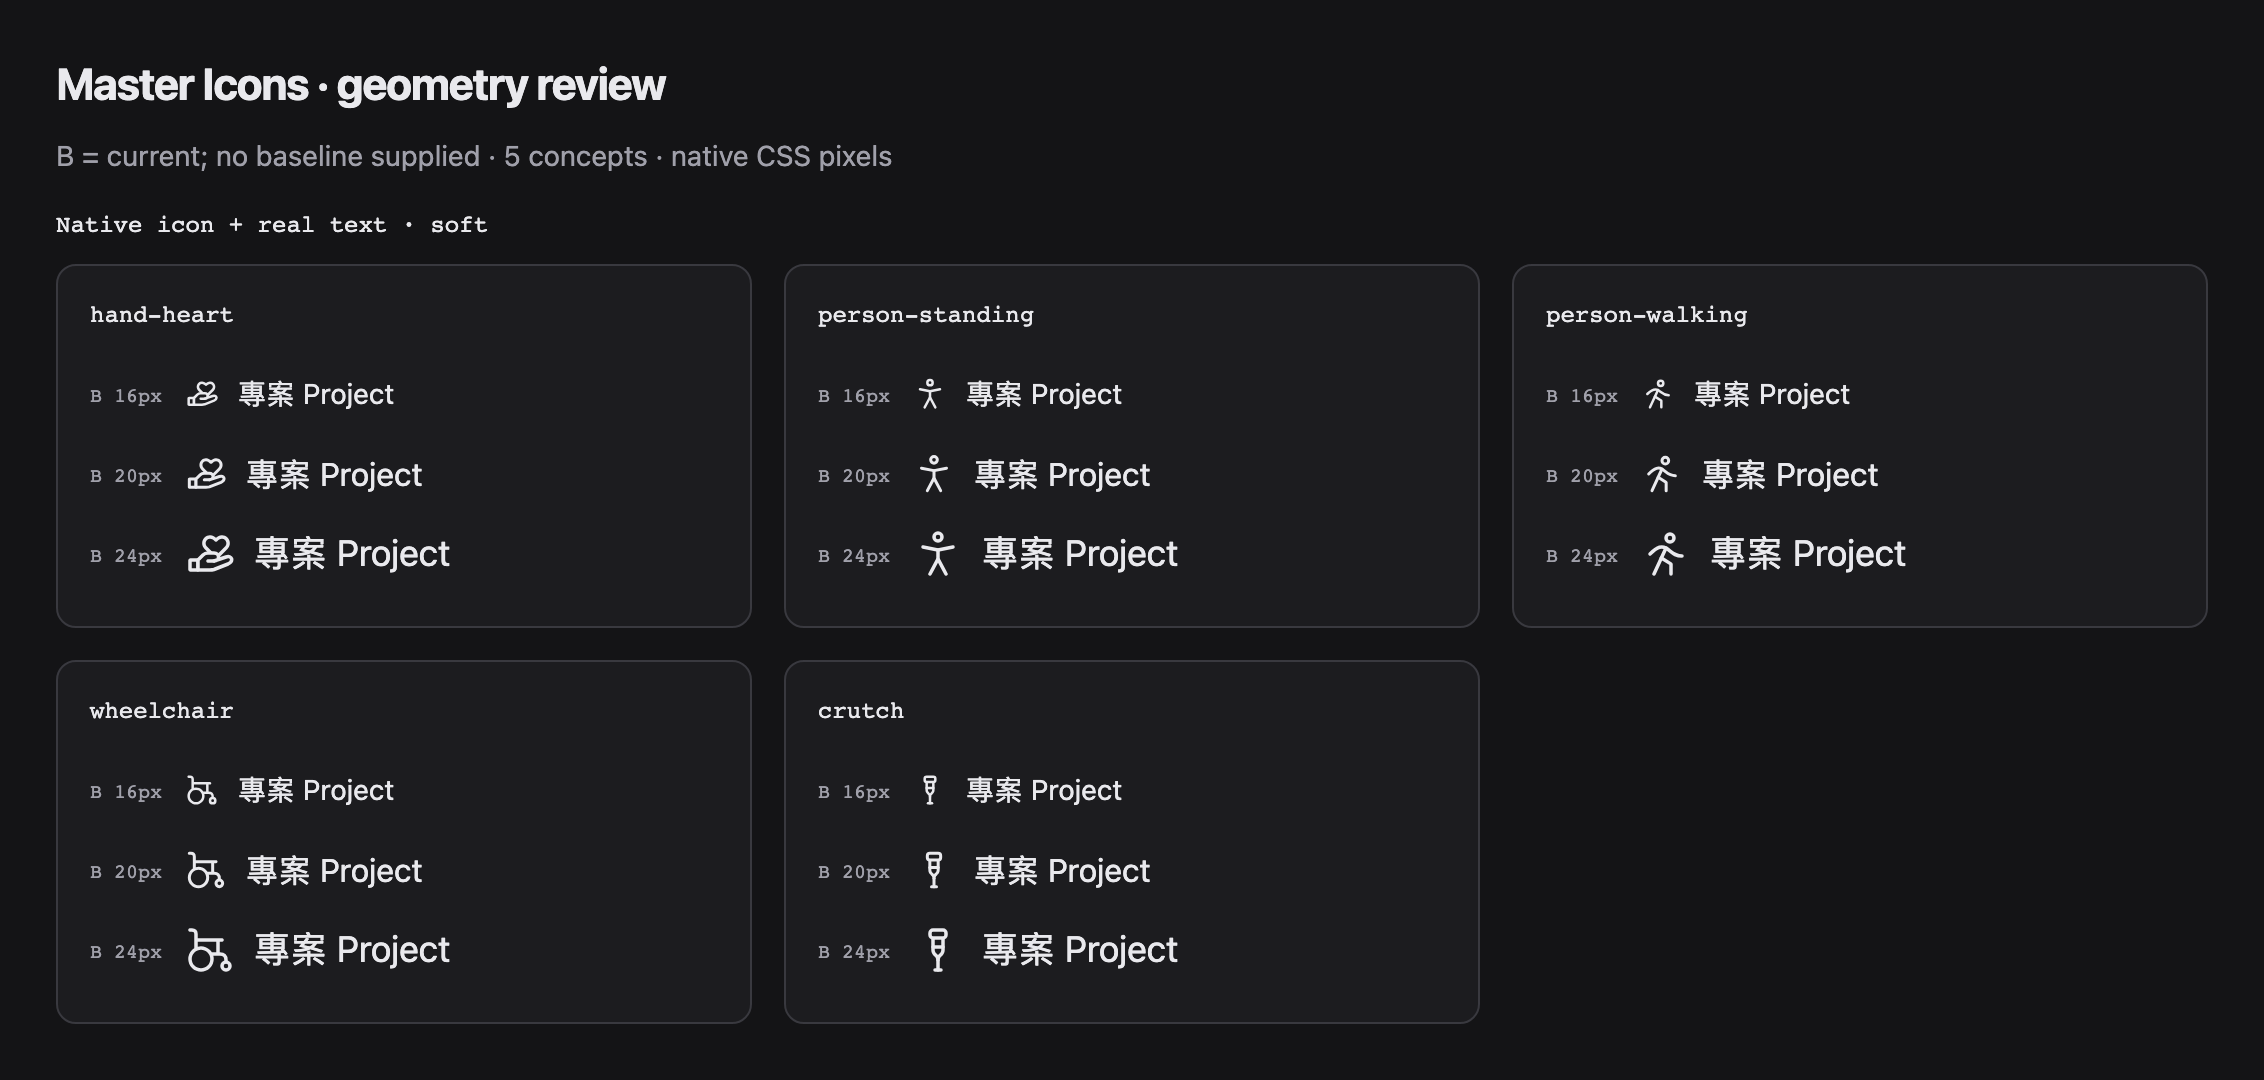 Master Icons · geometry review
B = current; no baseline supplied · 5 concepts · native CSS pixels
Native icon + real text · soft
hand-heart
B 16px 專案 Project
B 20px 專案 Project
B 24px 專案 Project
person-standing
B 16px 專案 Project
B 20px 專案 Project
B 24px 專案 Project
person-walking
B 16px 專案 Project
B 20px 專案 Project
B 24px 專案 Project
wheelchair
B 16px 專案 Project
B 20px 專案 Project
B 24px 專案 Project
crutch
B 16px 專案 Project
B 20px 專案 Project
B 24px 專案 Project